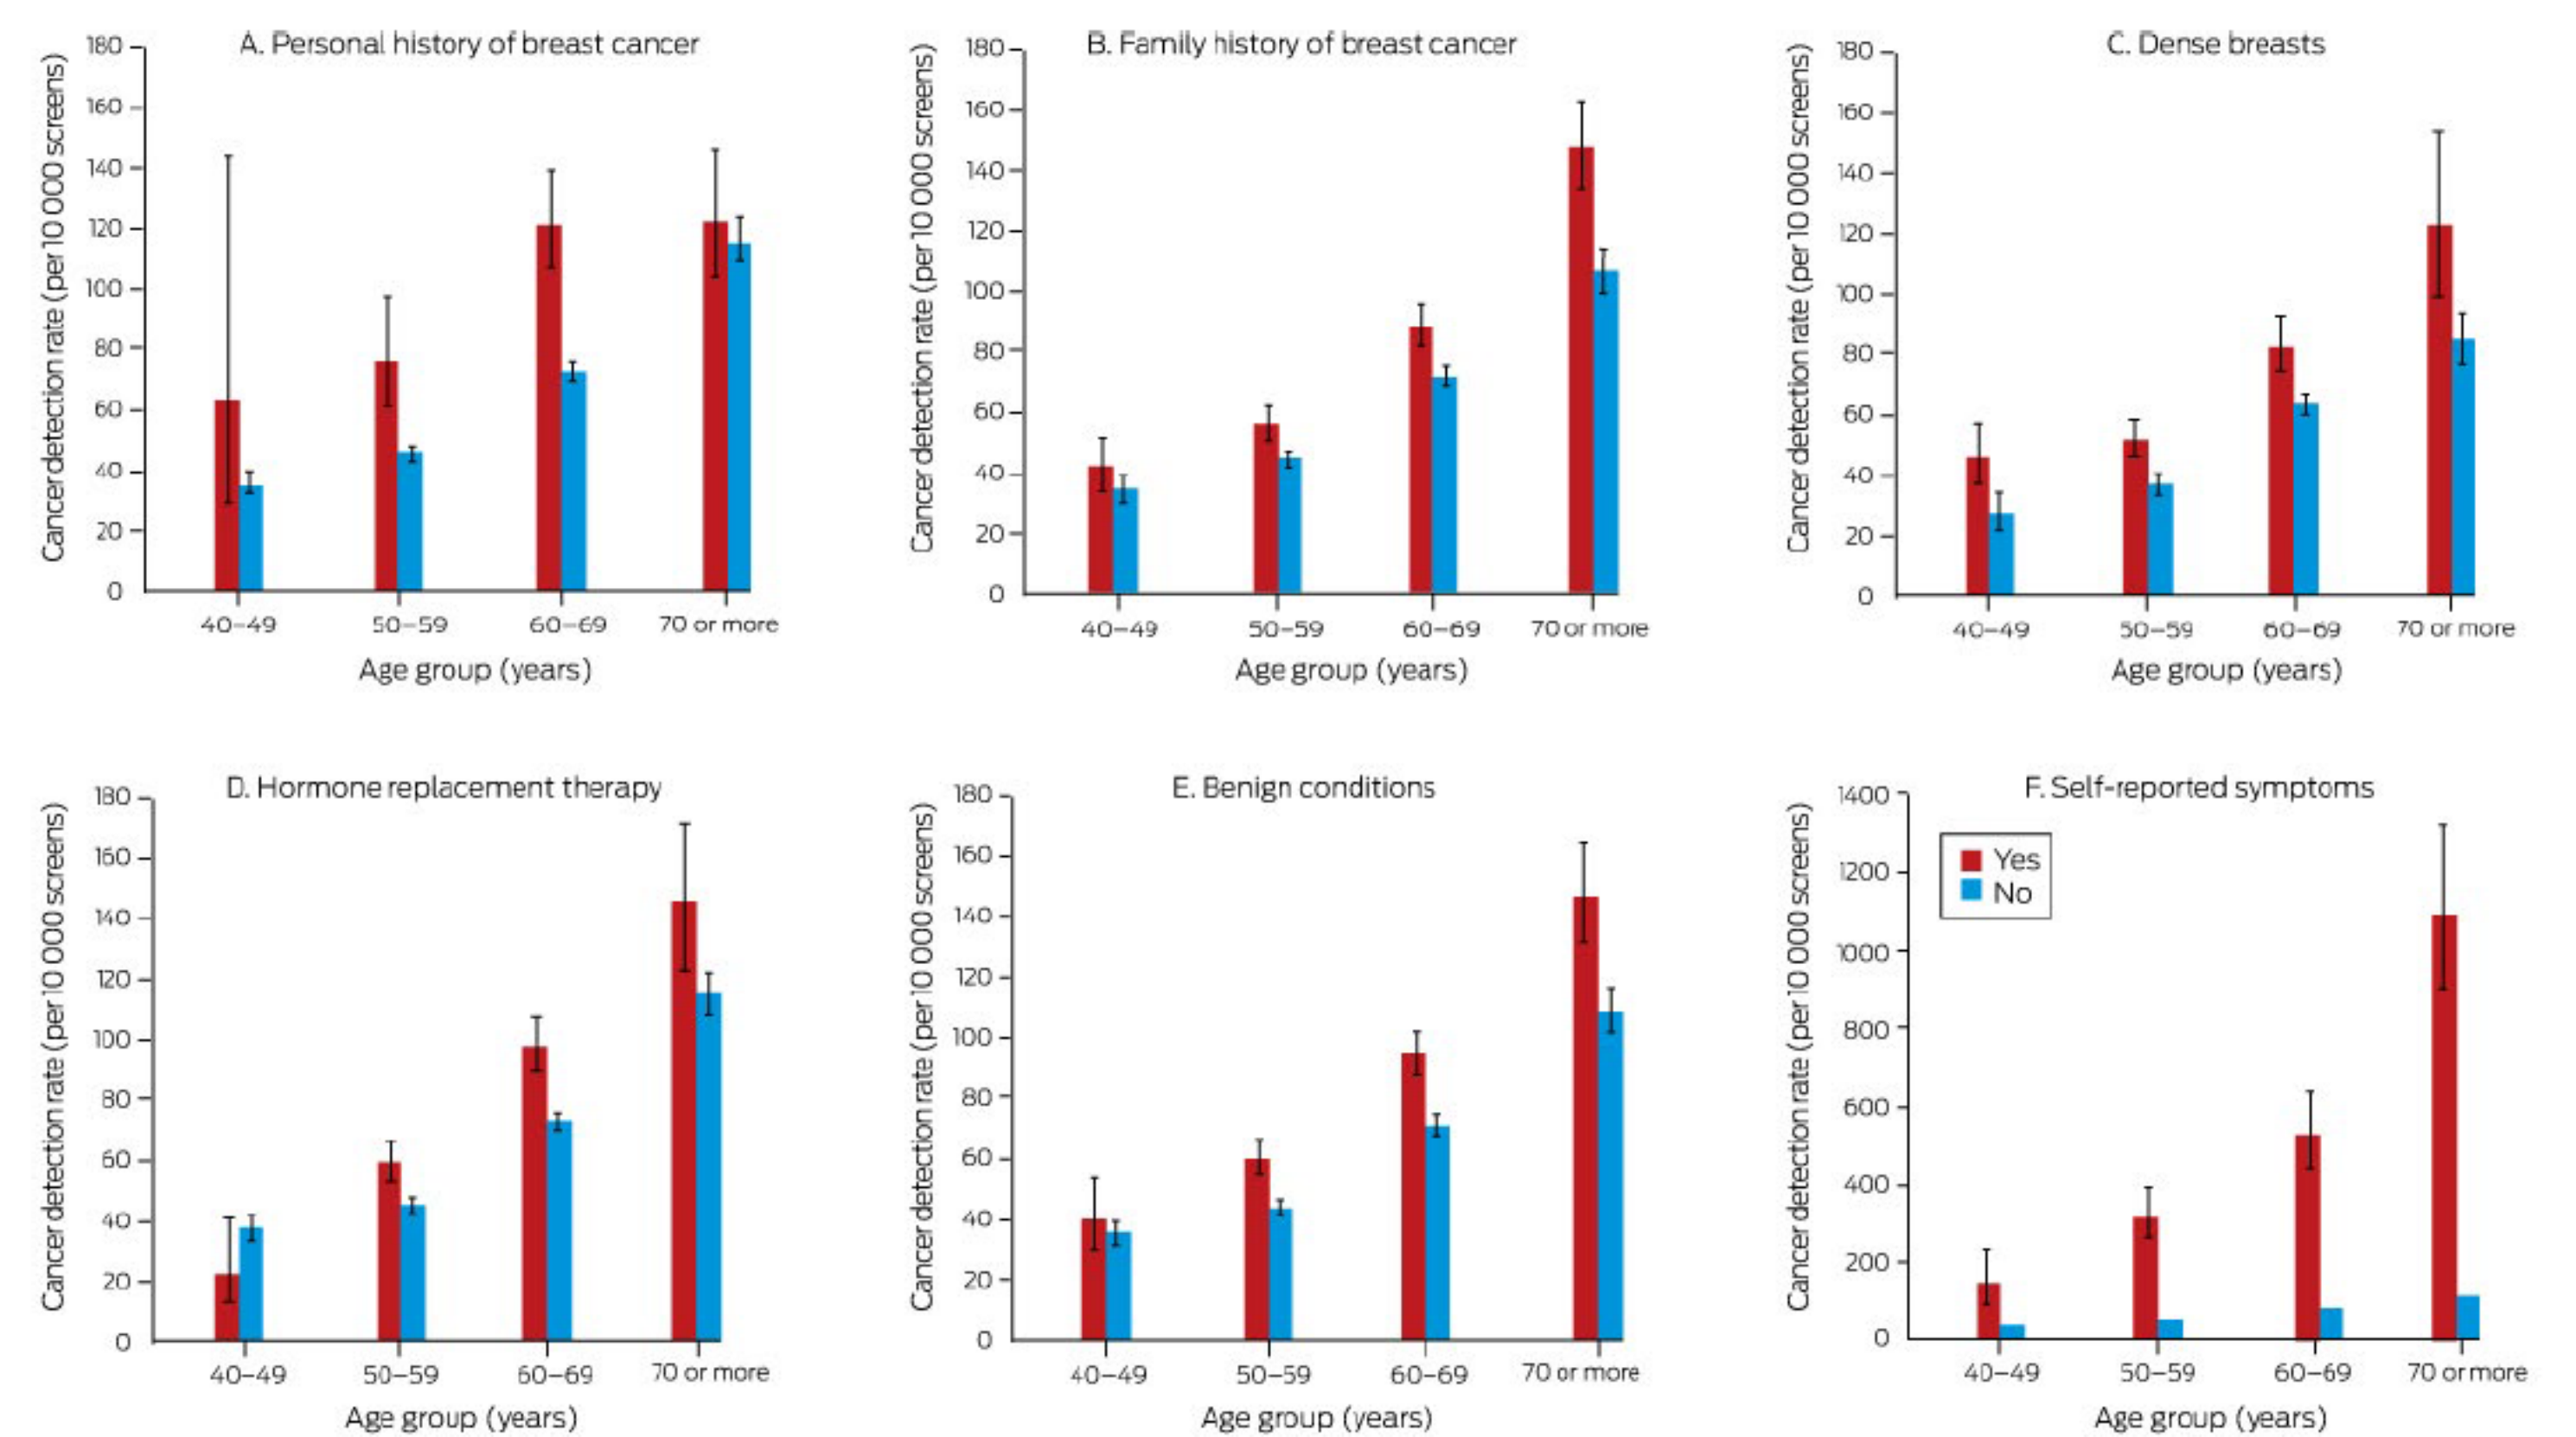 A. Personal history of breast cancer
Cancer detection rate (per 10 000 screens)
180
160
140
120
100
80
60
40
20
0
40–49 50–59 60–69 70 or more
Age group (years)
B. Family history of breast cancer
Cancer detection rate (per 10 000 screens)
180
160
140
120
100
80
60
40
20
0
40–49 50–59 60–69 70 or more
Age group (years)
C. Dense breasts
Cancer detection rate (per 10 000 screens)
180
160
140
120
100
80
60
40
20
0
40–49 50–59 60–69 70 or more
Age group (years)
D. Hormone replacement therapy
Cancer detection rate (per 10 000 screens)
180
160
140
120
100
80
60
40
20
0
40–49 50–59 60–69 70 or more
Age group (years)
E. Benign conditions
Cancer detection rate (per 10 000 screens)
180
160
140
120
100
80
60
40
20
0
40–49 50–59 60–69 70 or more
Age group (years)
F. Self-reported symptoms
Cancer detection rate (per 10 000 screens)
1400
1200
1000
800
600
400
200
0
Yes
No
40–49 50–59 60–69 70 or more
Age group (years)